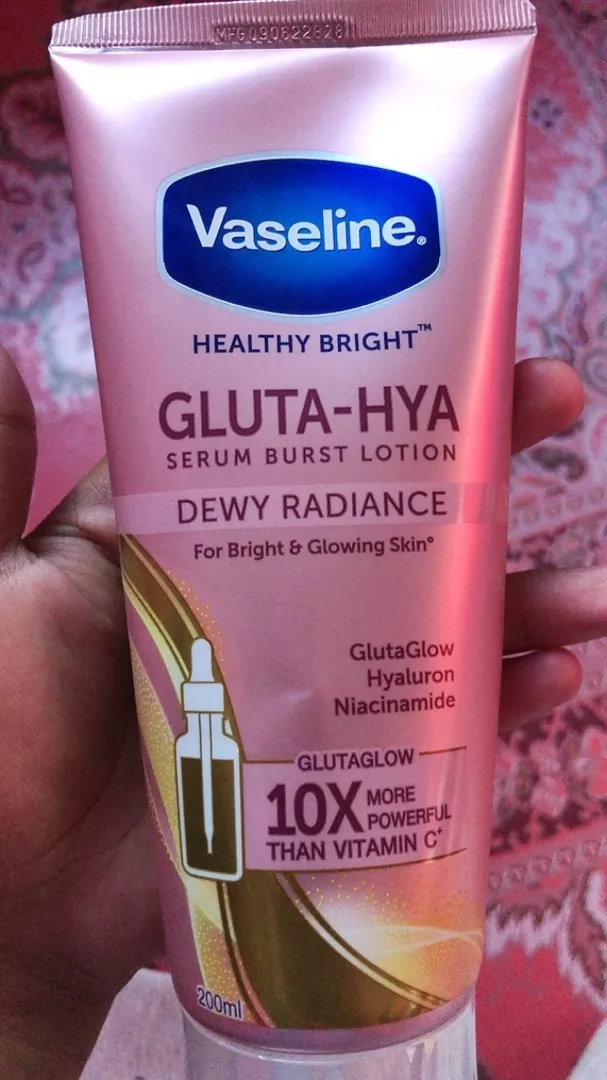 MFG090622328
Vaseline®
HEALTHY BRIGHT™
GLUTA-HYA
SERUM BURST LOTION
DEWY RADIANCE
For Bright & Glowing Skin°
GlutaGlow
Hyaluron
Niacinamide
GLUTAGLOW
10X MORE
POWERFUL
THAN VITAMIN C⁺
200ml